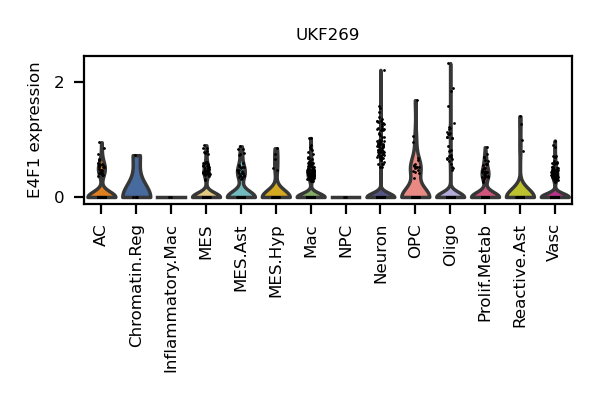 UKF269
E4F1 expression
2
0
AC
Chromatin.Reg
Inflammatory.Mac
MES
MES.Ast
MES.Hyp
Mac
NPC
Neuron
OPC
Oligo
Prolif.Metab
Reactive.Ast
Vasc